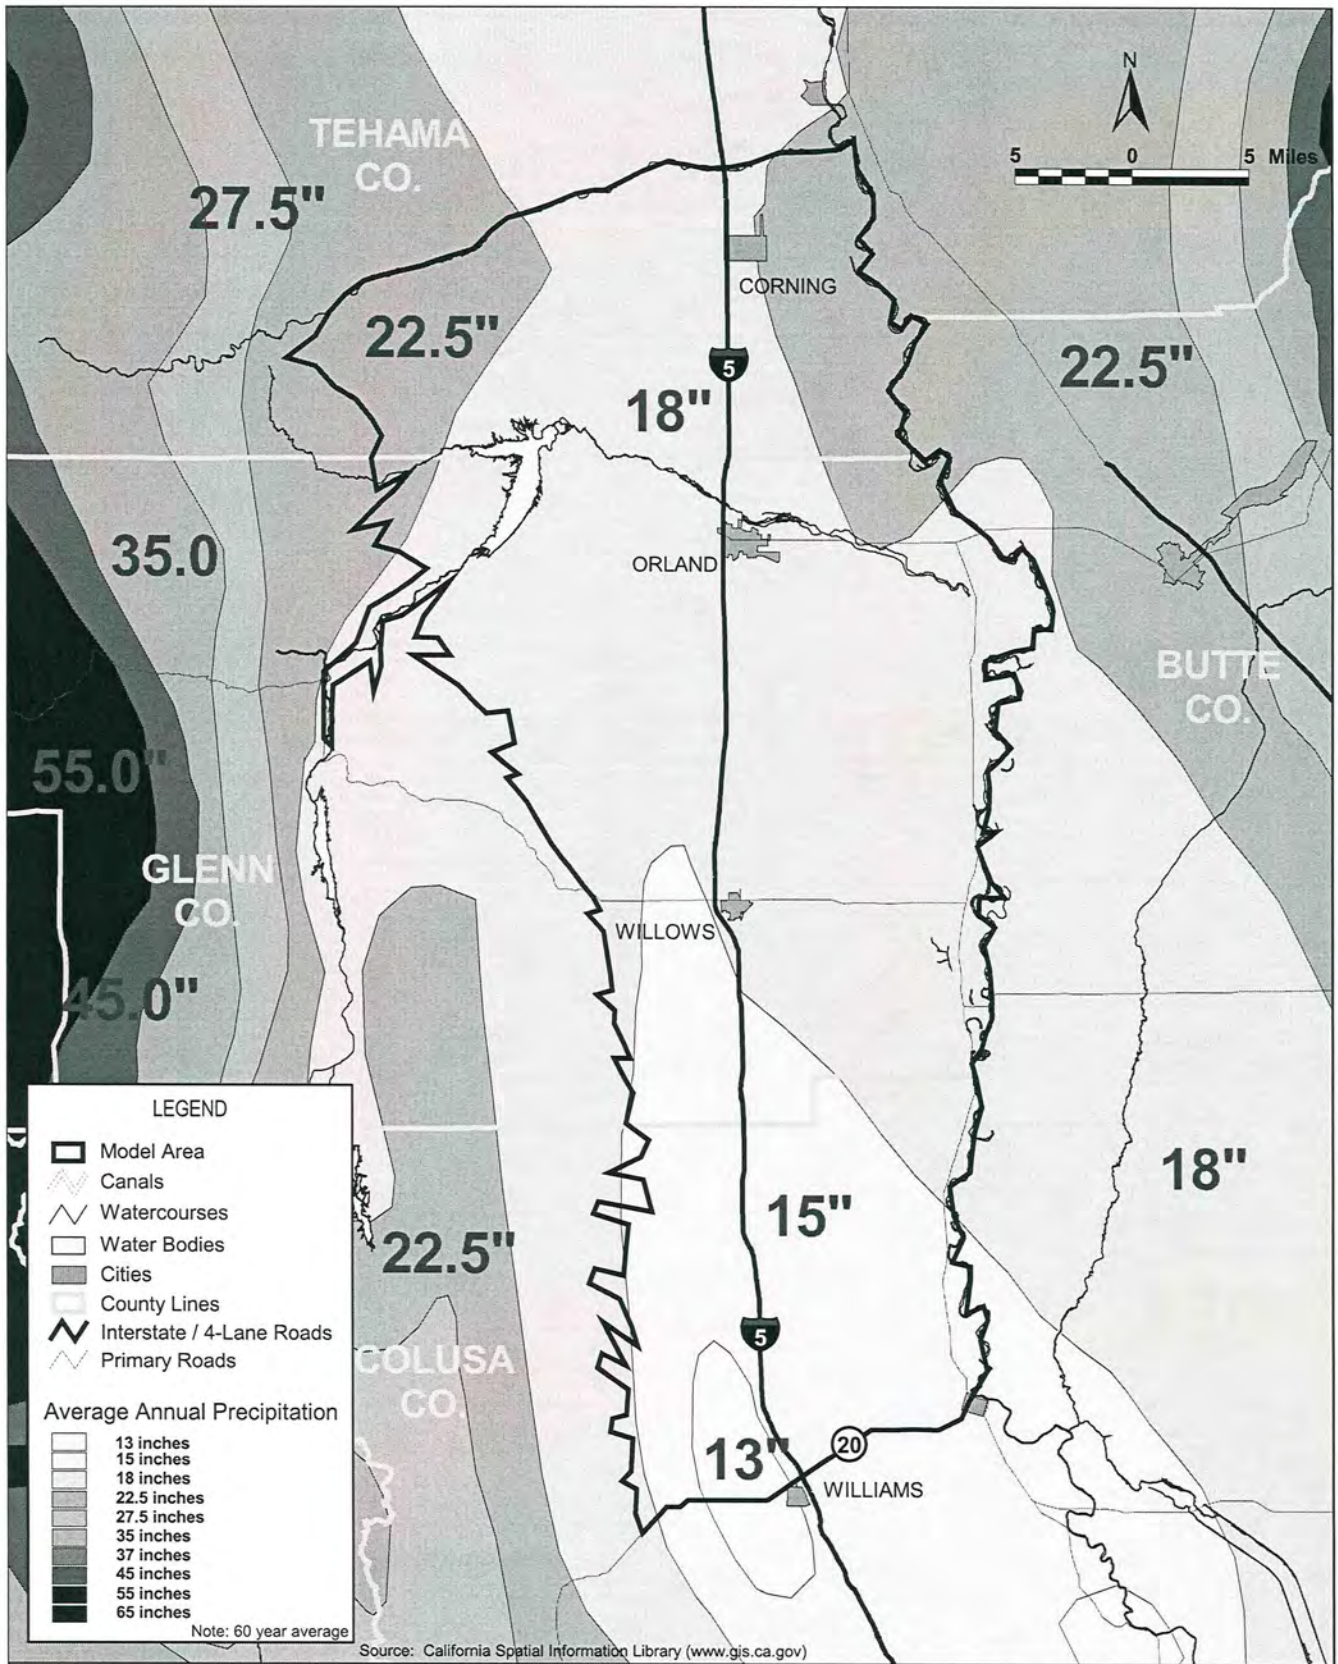 N
TEHAMA
CO.
5 0 5 Miles
27.5"
CORNING
22.5"
22.5"
5
18"
35.0
ORLAND
BUTTE
CO.
55.0"
GLENN
CO.
WILLOWS
45.0"
LEGEND
Model Area
Canals
Watercourses
Water Bodies
Cities
County Lines
Interstate / 4-Lane Roads
Primary Roads
Average Annual Precipitation
13 inches
15 inches
18 inches
22.5 inches
27.5 inches
35 inches
37 inches
45 inches
55 inches
65 inches
Note: 60 year average
18"
15"
22.5"
5
COLUSA
CO.
13"
20
WILLIAMS
Source: California Spatial Information Library (www.gis.ca.gov)